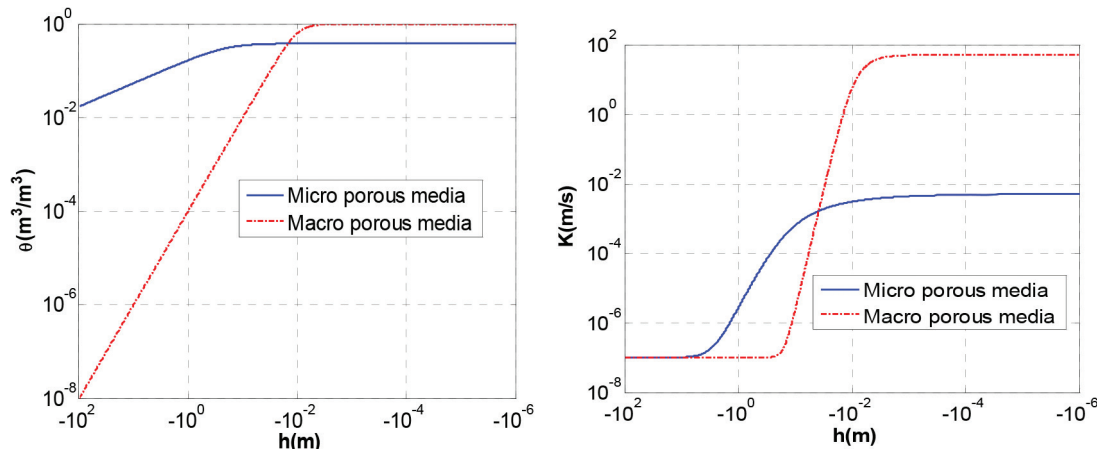 10^0
10^-2
10^-4
10^-6
10^-8
θ(m^3/m^3)
Micro porous media
Macro porous media
-10^2
-10^0
-10^-2
-10^-4
-10^-6
h(m)
10^2
10^0
10^-2
10^-4
10^-6
10^-8
K(m/s)
Micro porous media
Macro porous media
-10^2
-10^0
-10^-2
-10^-4
-10^-6
h(m)